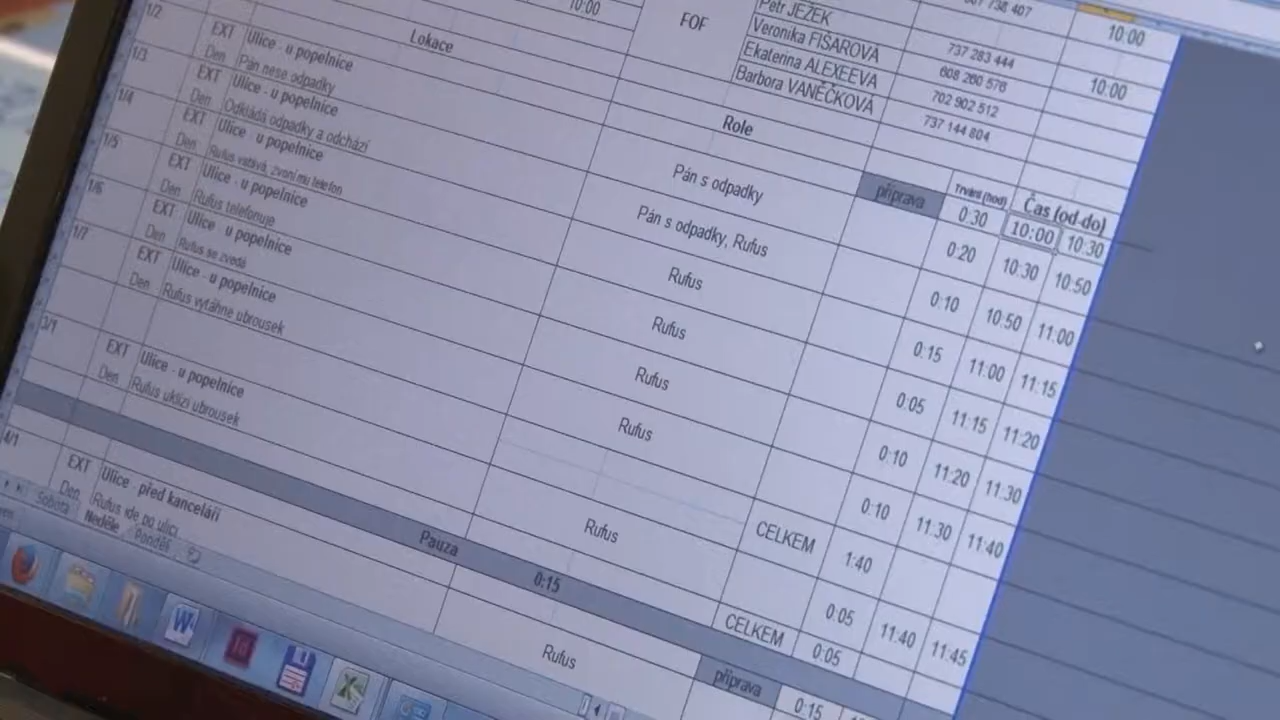 10:00
FOF
Petr JEŽEK
Veronika FIŠAROVÁ 737 283 444
Ekaterina ALEXEEVA 608 260 576
Barbora VANĚČKOVÁ 702 902 512
737 144 804
10:00
10:00
Lokace Role
příprava Trvání (hod) Čas (od-do)
0:30 10:00 10:30
1/2 EXT Ulice - u popelnice Pán s odpadky 0:20 10:30 10:50
Den Pán nese odpadky
1/3 EXT Ulice - u popelnice Pán s odpadky, Rufus 0:10 10:50 11:00
Den Odkládá odpadky a odchází
1/4 EXT Ulice - u popelnice Rufus 0:15 11:00 11:15
Den Rufus vstává, zvoní mu telefon
1/5 EXT Ulice - u popelnice Rufus 0:05 11:15 11:20
Den Rufus telefonuje
1/6 EXT Ulice - u popelnice Rufus 0:10 11:20 11:30
Den Rufus se zvedá
1/7 EXT Ulice - u popelnice Rufus 0:10 11:30 11:40
Den Rufus vytáhne ubrousek
CELKEM 1:40
3/1 EXT Ulice - u popelnice Rufus 0:05 11:40 11:45
Den Rufus uklízí ubrousek
CELKEM 0:05
Pauza 0:15
příprava 0:15
4/1 EXT Ulice - před kanceláří Rufus
Den Rufus jde po ulici
Sobota Neděle Pondělí